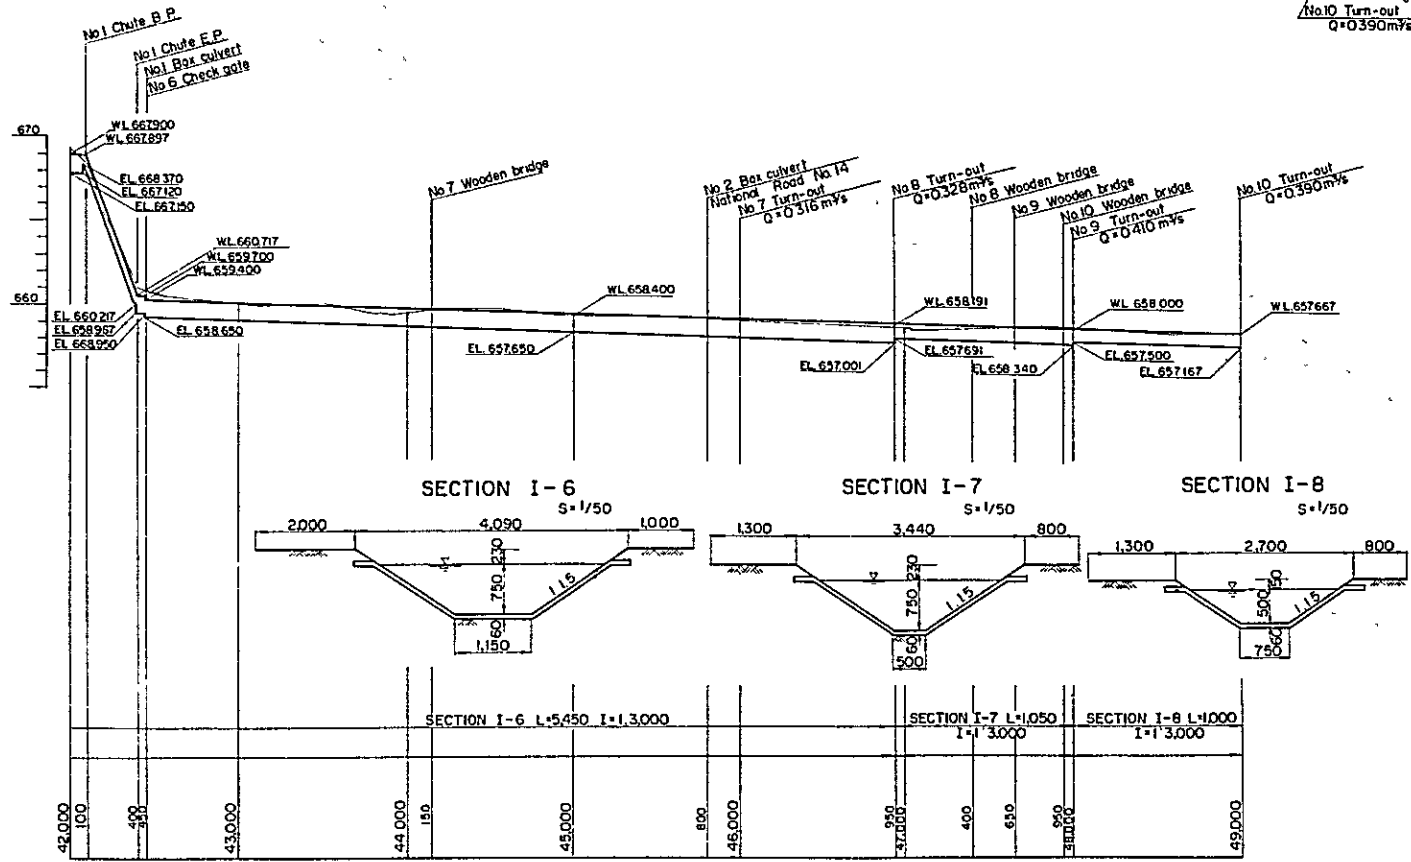 No.10 Turn-out
Q=0.390m³/s
No.1 Chute B.P.
No.1 Chute E.P.
No.1 Box culvert
No.6 Check gate
670
WL.667.900
WL.667.897
EL.668.370
EL.667.120
EL.667.150
No.7 Wooden bridge
No.2 Box culvert
National Road No.14
No.7 Turn-out
Q=0.316m³/s
No.8 Turn-out
Q=0.328m³/s
No.8 Wooden bridge
No.9 Wooden bridge
No.10 Wooden bridge
No.9 Turn-out
Q=0.410m³/s
No.10 Turn-out
Q=0.390m³/s
WL.660.717
WL.659.700
WL.659.400
660
EL.660.217
EL.658.967
EL.668.950
EL.658.650
WL.658.400
WL.658.191
WL.658.000
WL.657.667
EL.657.650
EL.657.001
EL.657.691
EL.658.340
EL.657.500
EL.657.167
SECTION I-6
S=1/50
2,000 4,090 1,000
230
750
60
1:1.5
1,150
SECTION I-7
S=1/50
1,300 3,440 800
230
750
60
1:1.5
500
SECTION I-8
S=1/50
1,300 2,700 800
150
500
60
1:1.5
750
SECTION I-6 L=5,450 I=1:3,000
SECTION I-7 L=1,050
I=1:3,000
SECTION I-8 L=1,000
I=1:3,000
42,000
100
400
450
43,000
44,000
150
45,000
800
46,000
950
47,000
400
650
950
48,000
49,000